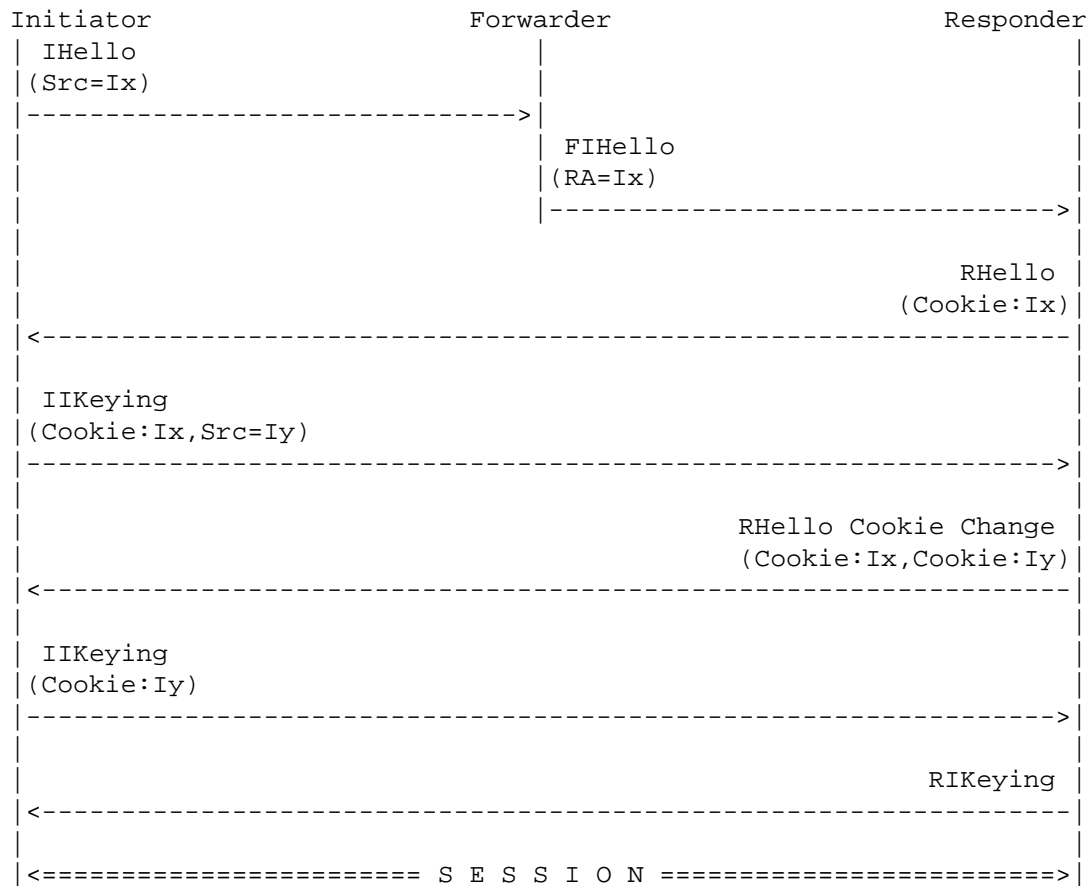 Initiator Forwarder Responder
IHello
(Src=Ix)
FIHello
(RA=Ix)
RHello
(Cookie:Ix)
IIKeying
(Cookie:Ix,Src=Iy)
RHello Cookie Change
(Cookie:Ix,Cookie:Iy)
IIKeying
(Cookie:Iy)
RIKeying
S E S S I O N